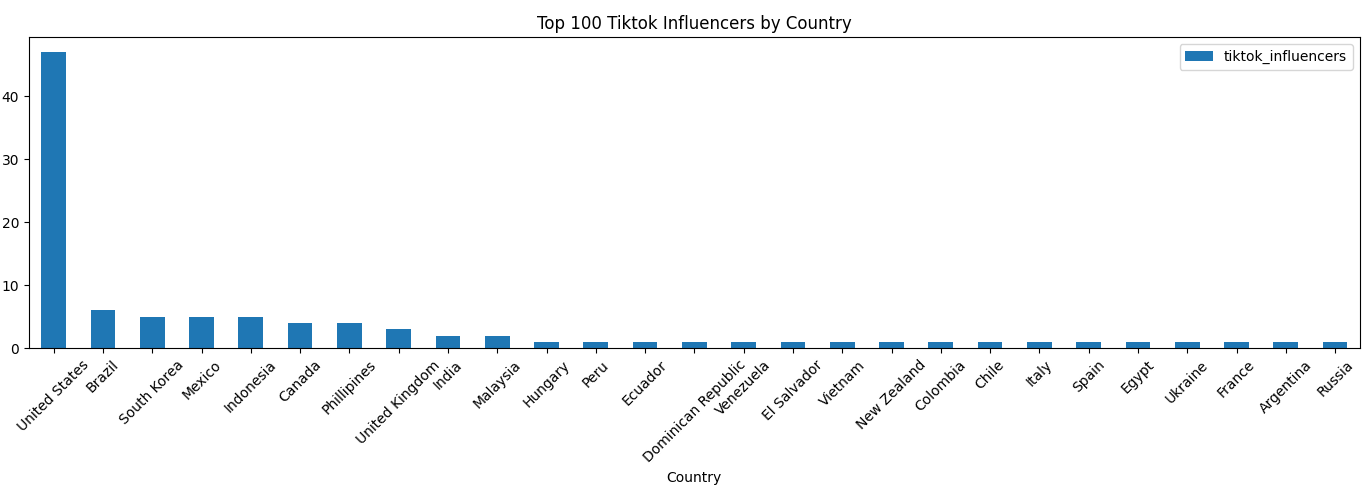 Top 100 Tiktok Influencers by Country
tiktok_influencers
40
30
20
10
0
United States
Brazil
South Korea
Mexico
Indonesia
Canada
Phillipines
United Kingdom
India
Malaysia
Hungary
Peru
Ecuador
Dominican Republic
Venezuela
El Salvador
Vietnam
New Zealand
Colombia
Chile
Italy
Spain
Egypt
Ukraine
France
Argentina
Russia
Country